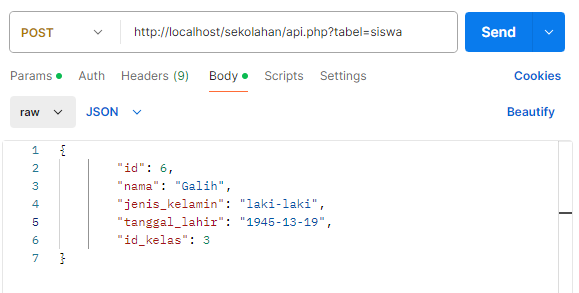 POST http://localhost/sekolahan/api.php?tabel=siswa Send
Params Auth Headers (9) Body Scripts Settings Cookies
raw JSON Beautify
1 {
2 "id": 6,
3 "nama": "Galih",
4 "jenis_kelamin": "laki-laki",
5 "tanggal_lahir": "1945-13-19",
6 "id_kelas": 3
7 }